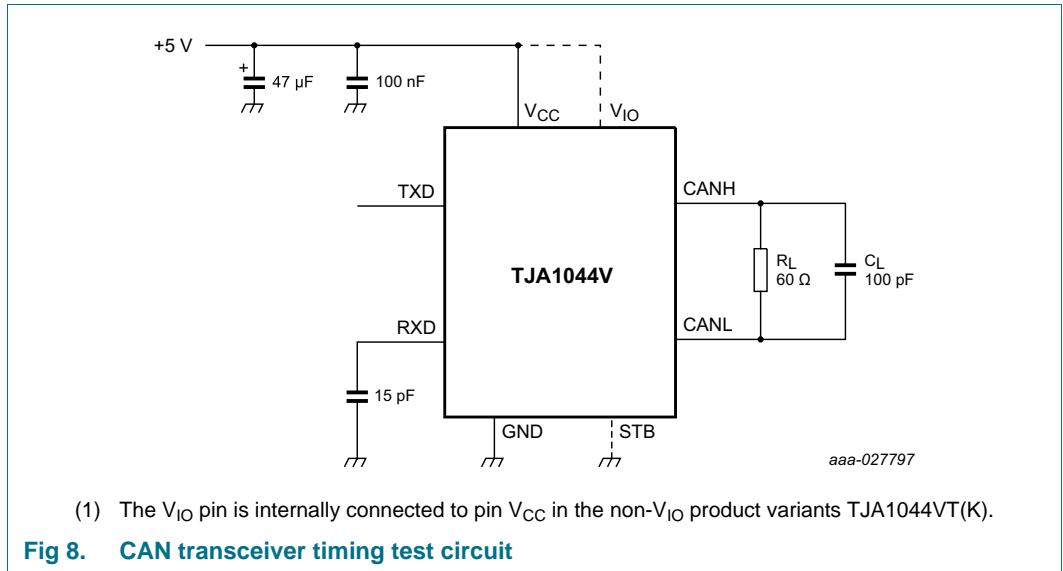 +5 V
+
47 µF
100 nF
VCC
VIO
TXD
CANH
TJA1044V
RL
60 Ω
CL
100 pF
RXD
CANL
15 pF
GND
STB
aaa-027797
(1) The VIO pin is internally connected to pin VCC in the non-VIO product variants TJA1044VT(K).
Fig 8. CAN transceiver timing test circuit